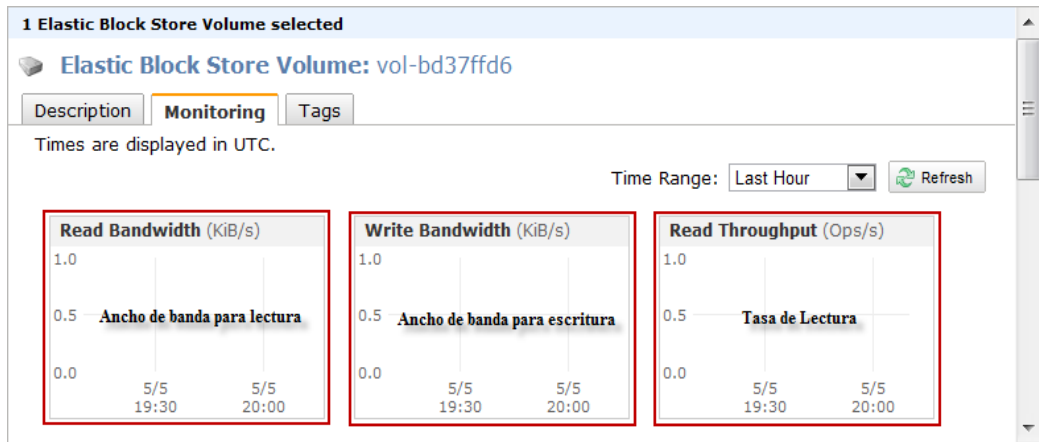 1 Elastic Block Store Volume selected
Elastic Block Store Volume: vol-bd37ffd6
Description Monitoring Tags
Times are displayed in UTC.
Time Range: Last Hour Refresh
Read Bandwidth (KiB/s)
1.0
0.5 Ancho de banda para lectura
0.0
5/5 5/5
19:30 20:00
Write Bandwidth (KiB/s)
1.0
0.5 Ancho de banda para escritura
0.0
5/5 5/5
19:30 20:00
Read Throughput (Ops/s)
1.0
0.5 Tasa de Lectura
0.0
5/5 5/5
19:30 20:00